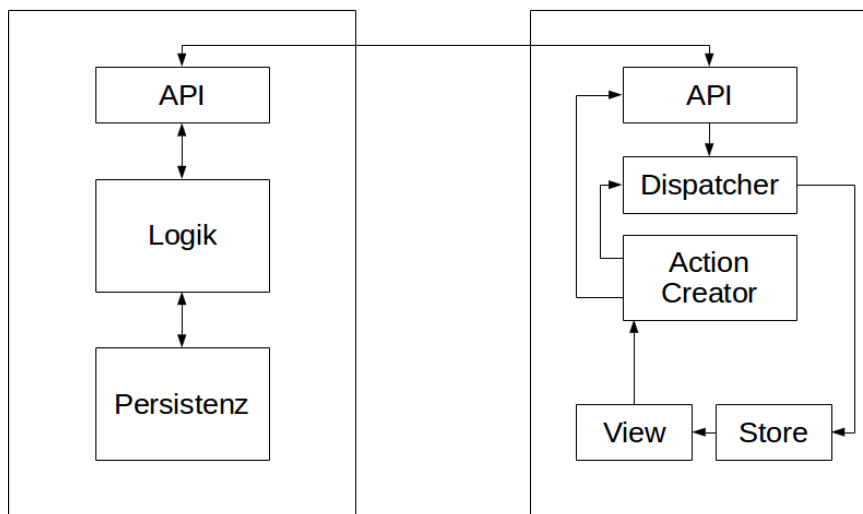 API
Logik
Persistenz
API
Dispatcher
Action
Creator
View
Store